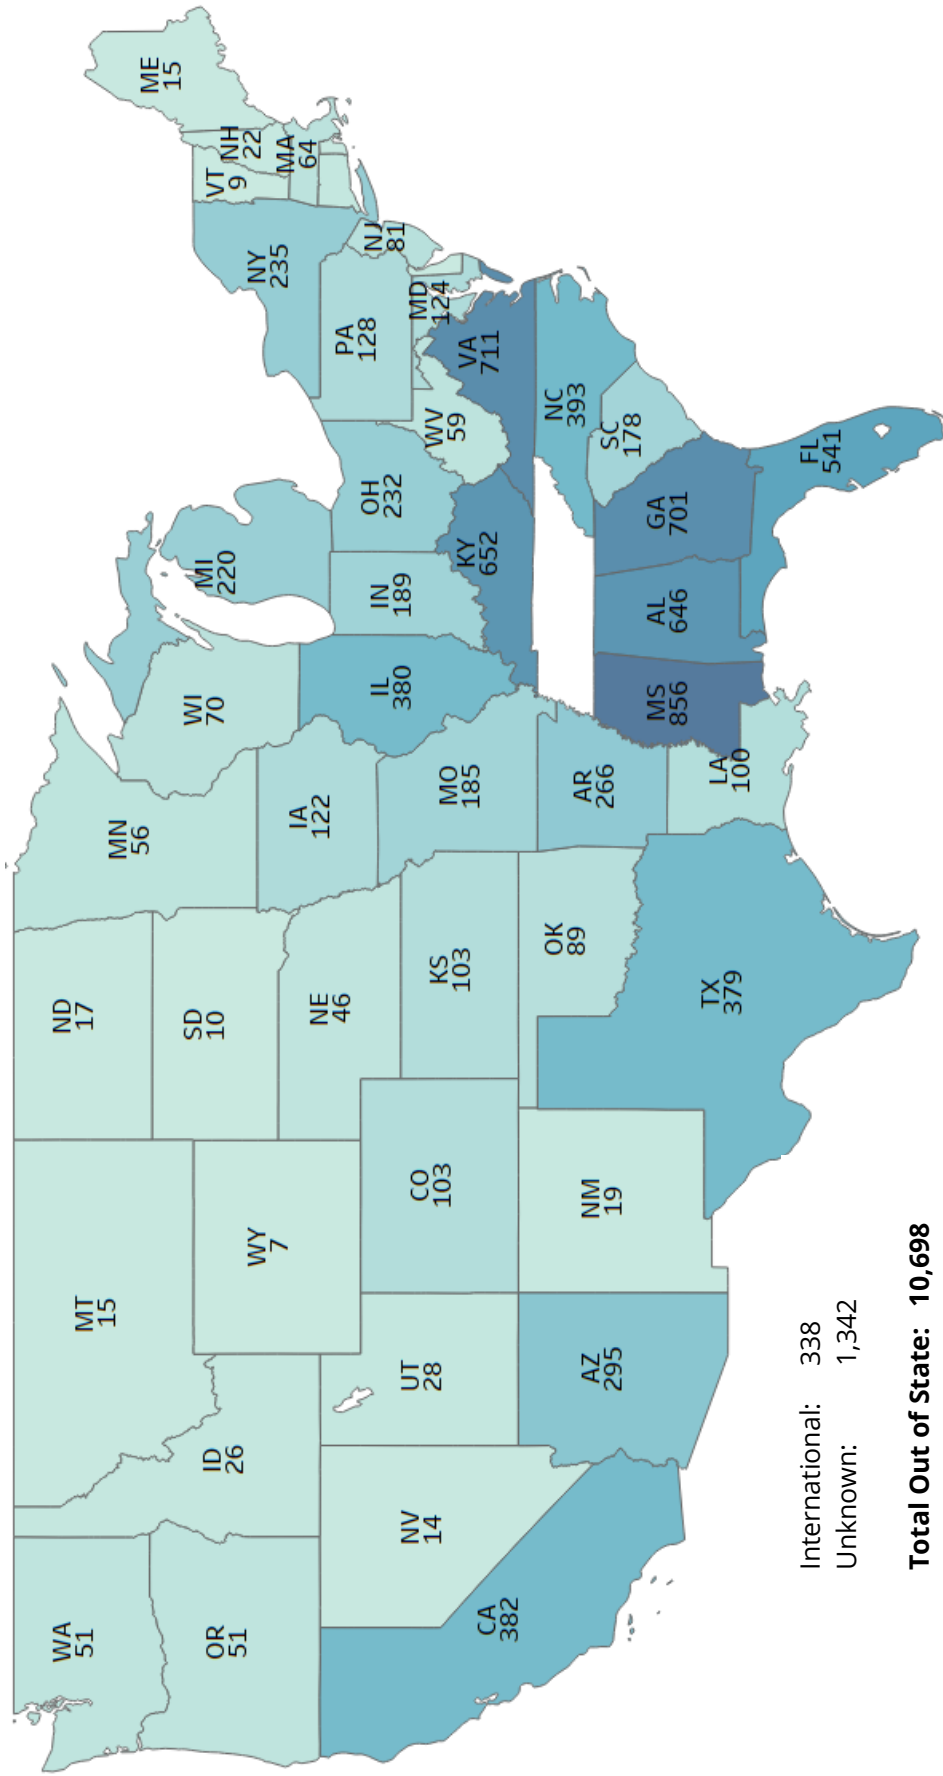 WA
51
OR
51
CA
382
NV
14
ID
26
MT
15
WY
7
UT
28
AZ
295
CO
103
NM
19
ND
17
SD
10
NE
46
KS
103
OK
89
TX
379
MN
56
IA
122
MO
185
AR
266
LA
100
WI
70
IL
380
MS
856
MI
220
IN
189
KY
652
AL
646
OH
232
GA
701
FL
541
WV
59
VA
711
NC
393
SC
178
PA
128
MD
124
NY
235
NJ
81
VT
9
NH
22
MA
64
ME
15
International: 338
Unknown: 1,342
Total Out of State: 10,698